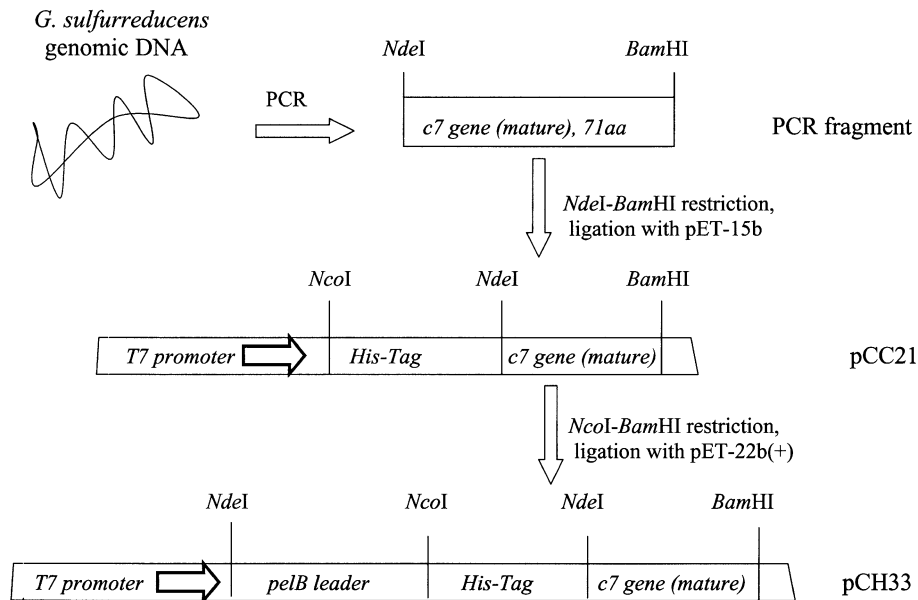 G. sulfurreducens
genomic DNA
NdeI
BamHI
PCR
c7 gene (mature), 71aa
PCR fragment
NdeI-BamHI restriction,
ligation with pET-15b
NcoI
NdeI
BamHI
T7 promoter
His-Tag
c7 gene (mature)
pCC21
NcoI-BamHI restriction,
ligation with pET-22b(+)
NdeI
NcoI
NdeI
BamHI
T7 promoter
pelB leader
His-Tag
c7 gene (mature)
pCH33